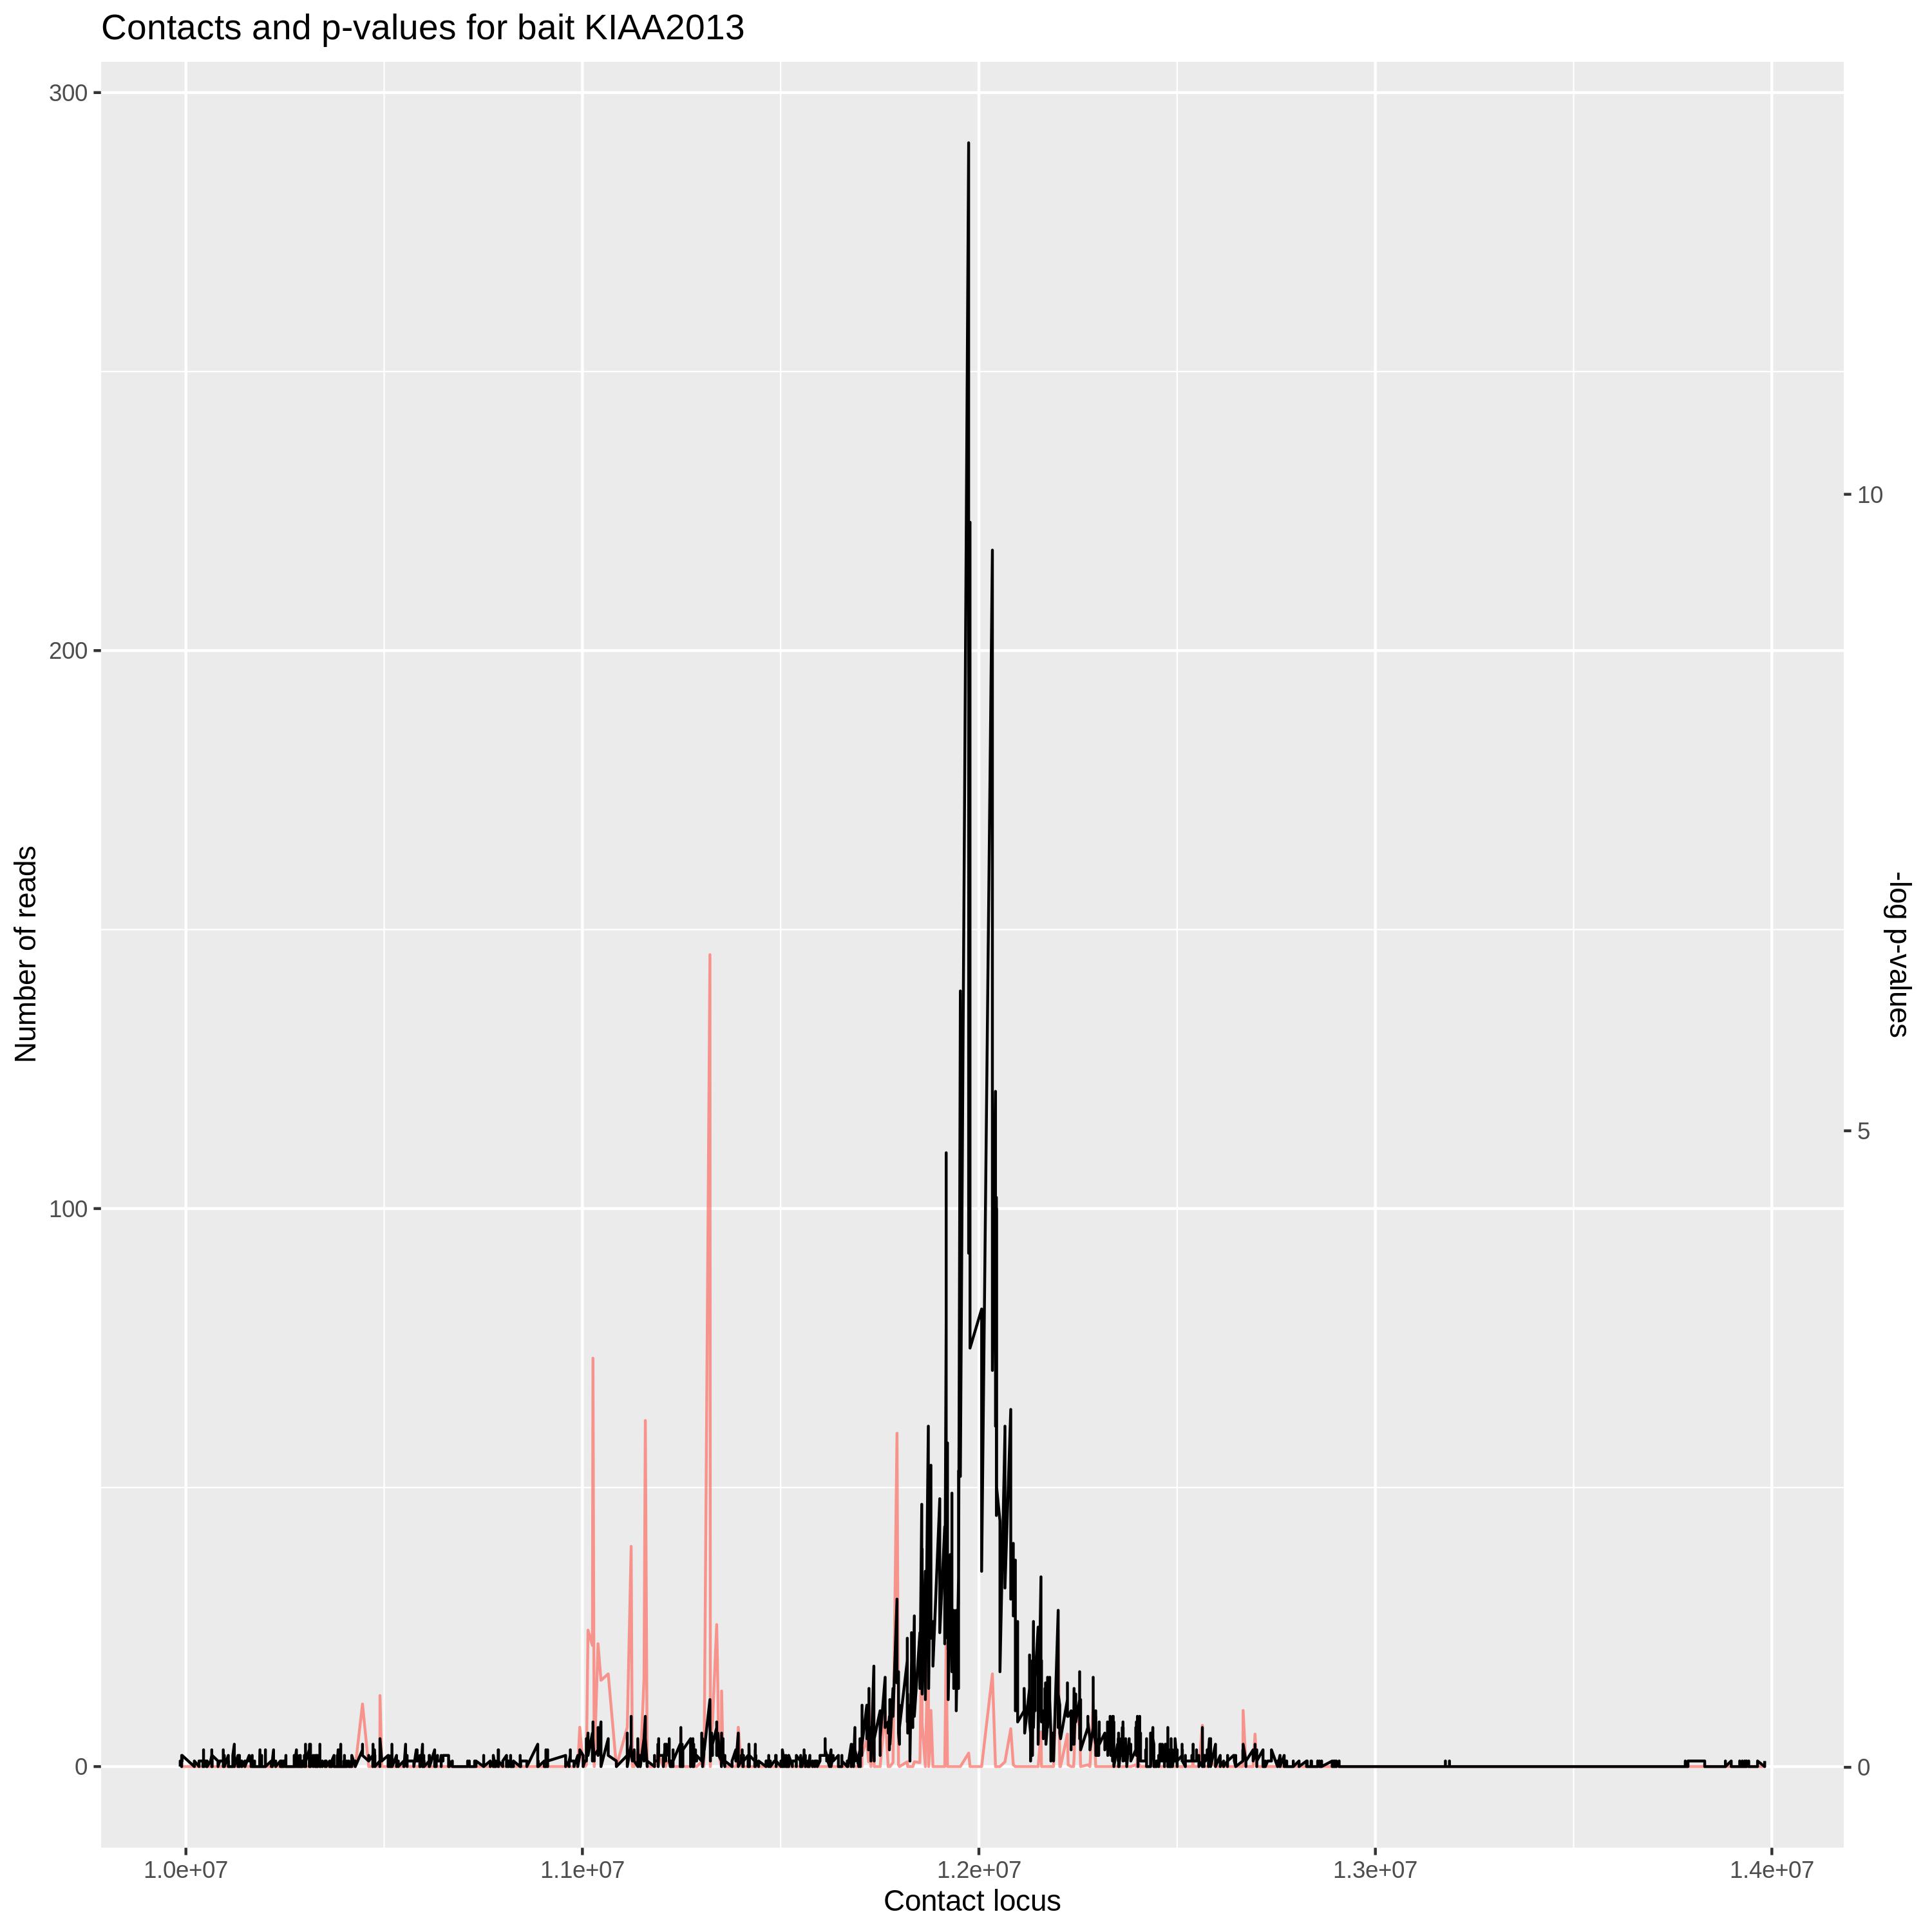 Contacts and p-values for bait KIAA2013
300
200
100
0
Number of reads
10
5
0
-log p-values
1.0e+07 1.1e+07 1.2e+07 1.3e+07 1.4e+07
Contact locus